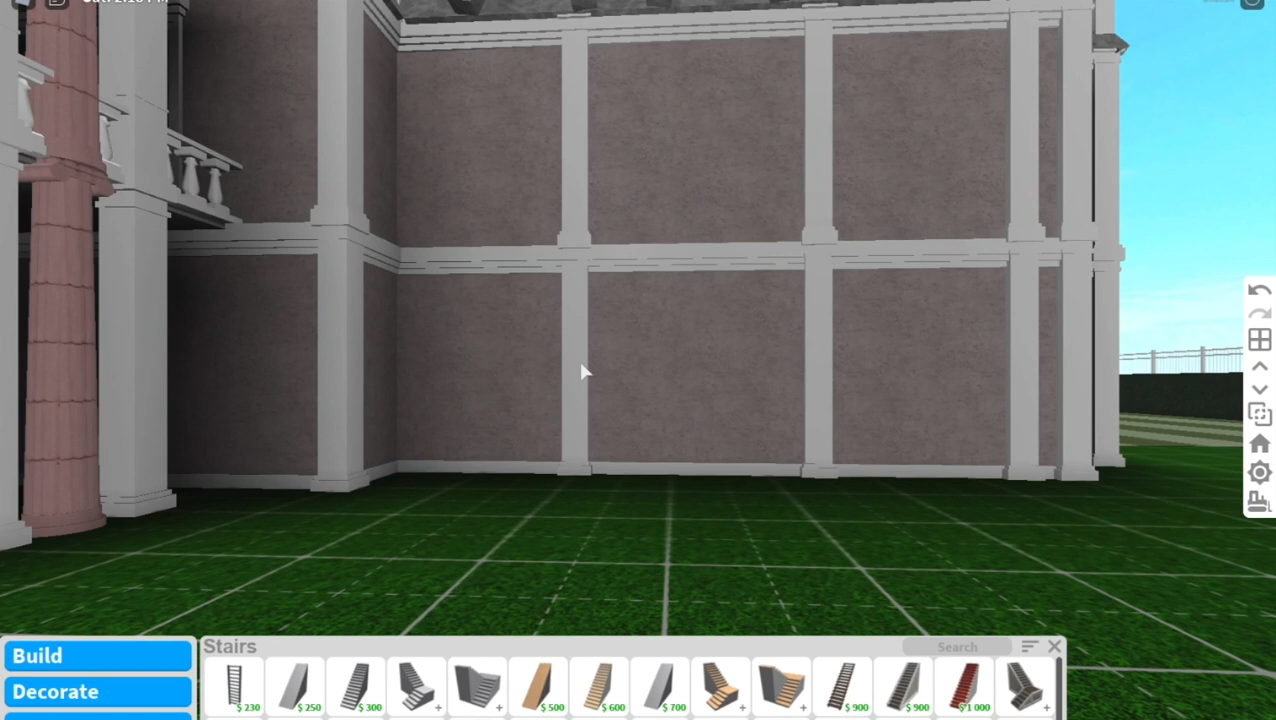 Stairs
Search
Build
Decorate
$ 230
$ 250
$ 300
$ 500
$ 600
$ 700
$ 900
$ 900
$1 000